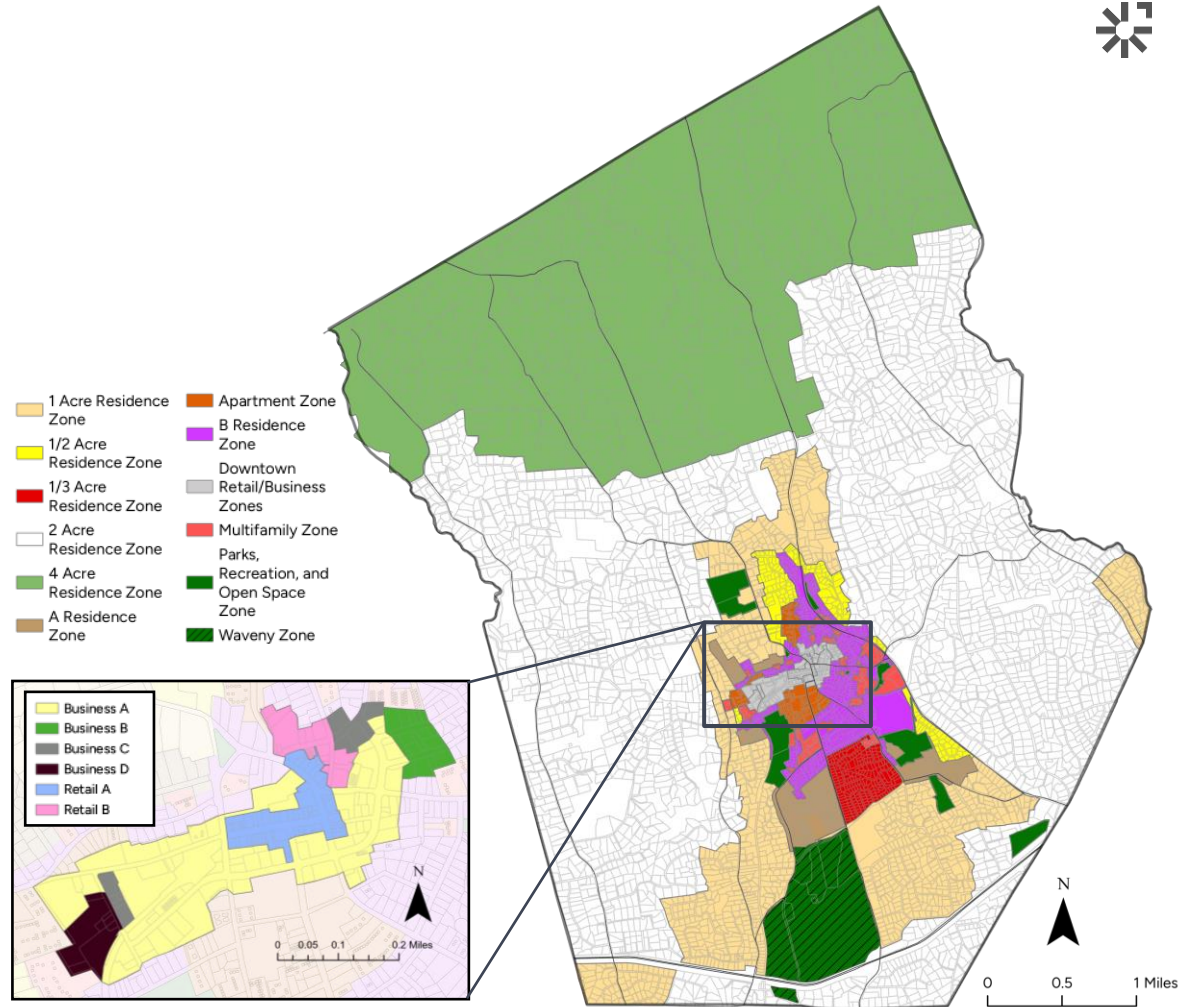 1 Acre Residence
Zone
1/2 Acre
Residence Zone
1/3 Acre
Residence Zone
2 Acre
Residence Zone
4 Acre
Residence Zone
A Residence
Zone
Apartment Zone
B Residence
Zone
Downtown
Retail/Business
Zones
Multifamily Zone
Parks,
Recreation, and
Open Space
Zone
Waveny Zone
Business A
Business B
Business C
Business D
Retail A
Retail B
N
0 0.05 0.1 0.2 Miles
N
0 0.5 1 Miles